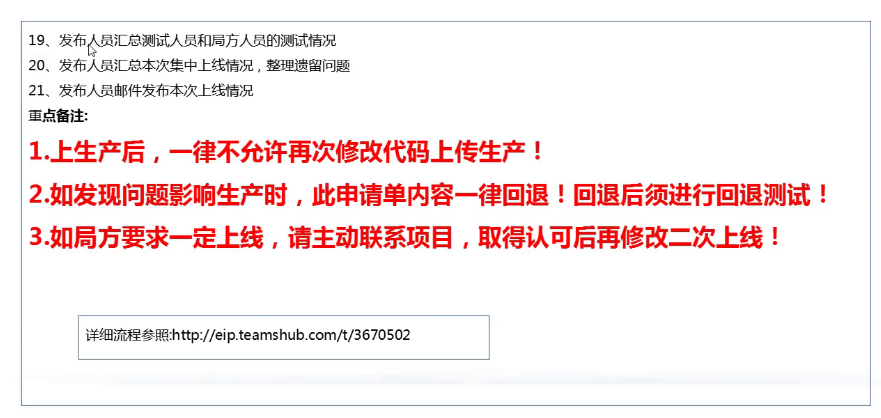 19、发布人员汇总测试人员和局方人员的测试情况
20、发布人员汇总本次集中上线情况，整理遗留问题
21、发布人员邮件发布本次上线情况
重点备注:
1.上生产后，一律不允许再次修改代码上传生产！
2.如发现问题影响生产时，此申请单内容一律回退！回退后须进行回退测试！
3.如局方要求一定上线，请主动联系项目，取得认可后再修改二次上线！
详细流程参照:http://eip.teamshub.com/t/3670502